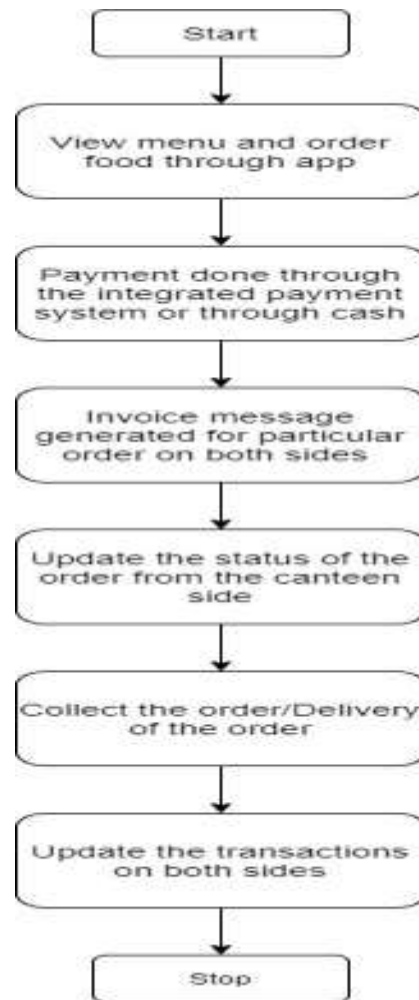 Start
View menu and order
food through app
Payment done through
the integrated payment
system or through cash
Invoice message
generated for particular
order on both sides
Update the status of the
order from the canteen
side
Collect the order/Delivery
of the order
Update the transactions
on both sides
Stop